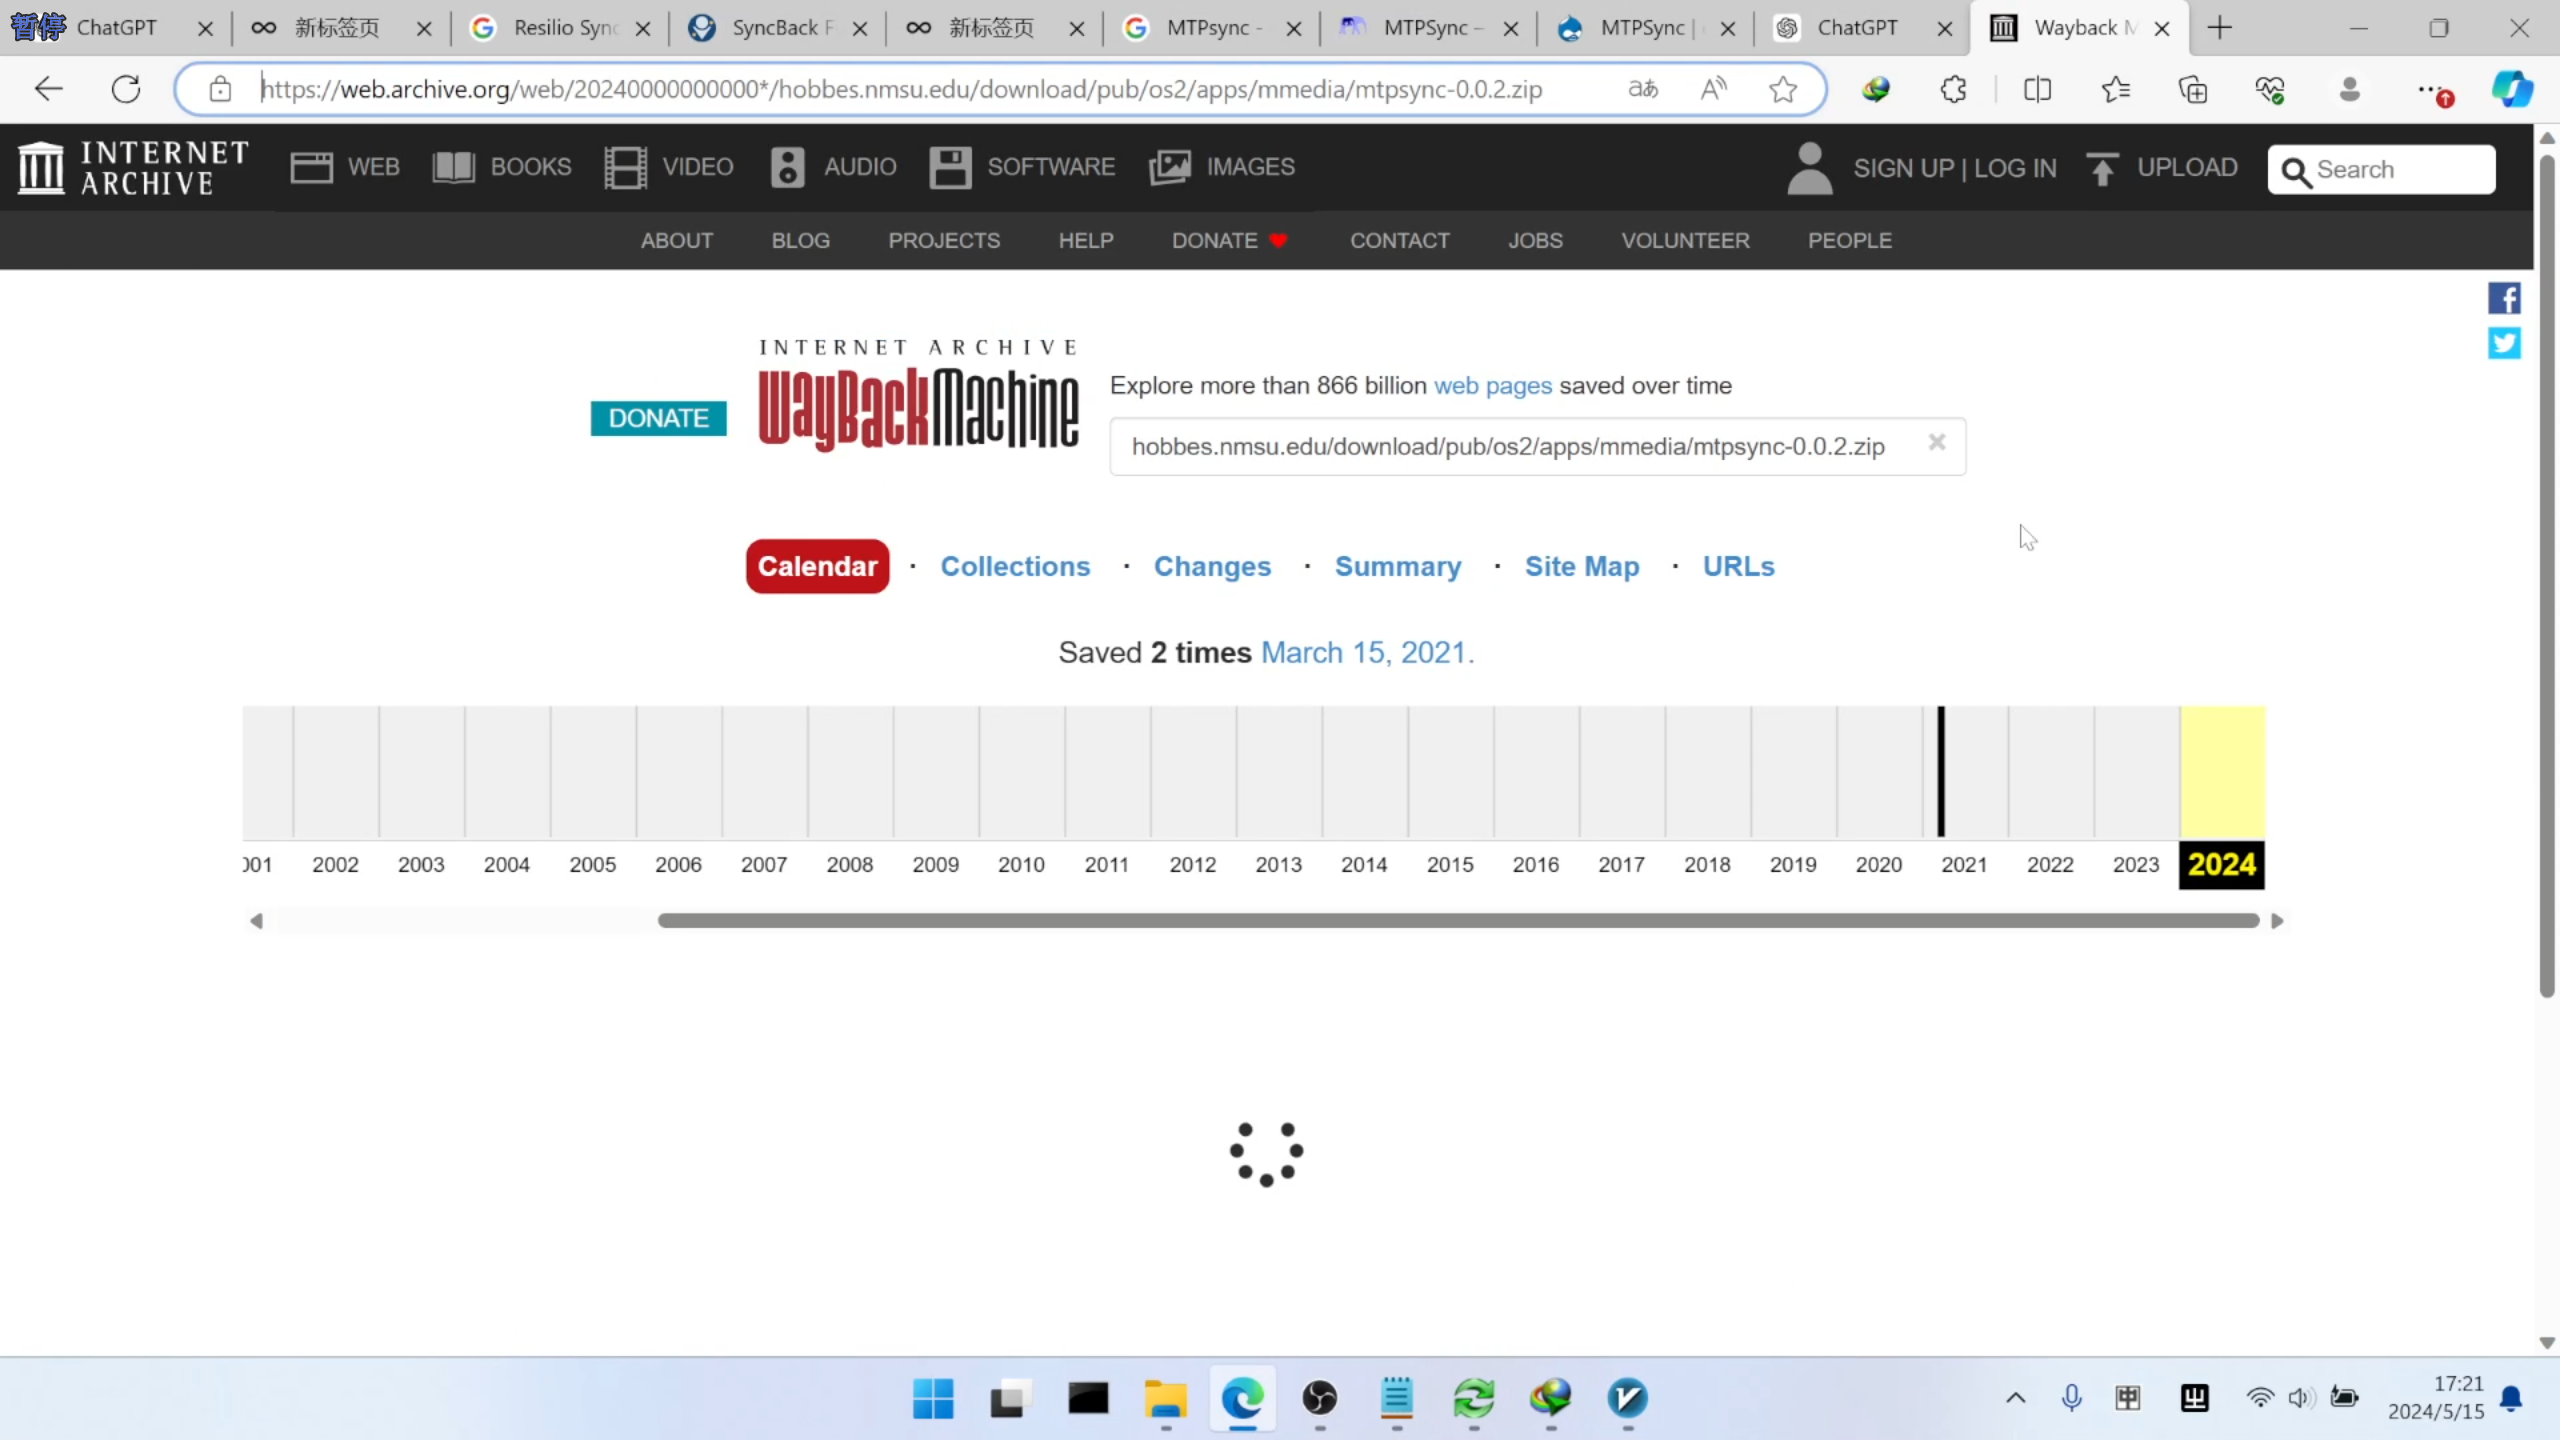 暂停
ChatGPT
新标签页
Resilio Sync
SyncBack F
新标签页
MTPsync -
MTPSync –
MTPSync |
ChatGPT
Wayback M
https://web.archive.org/web/20240000000000*/hobbes.nmsu.edu/download/pub/os2/apps/mmedia/mtpsync-0.0.2.zip
INTERNET ARCHIVE
WEB
BOOKS
VIDEO
AUDIO
SOFTWARE
IMAGES
SIGN UP | LOG IN
UPLOAD
Search
ABOUT
BLOG
PROJECTS
HELP
DONATE
CONTACT
JOBS
VOLUNTEER
PEOPLE
DONATE
INTERNET ARCHIVE
WayBackMachine
Explore more than 866 billion web pages saved over time
hobbes.nmsu.edu/download/pub/os2/apps/mmedia/mtpsync-0.0.2.zip
Calendar · Collections · Changes · Summary · Site Map · URLs
Saved 2 times March 15, 2021.
001 2002 2003 2004 2005 2006 2007 2008 2009 2010 2011 2012 2013 2014 2015 2016 2017 2018 2019 2020 2021 2022 2023 2024
17:21
2024/5/15